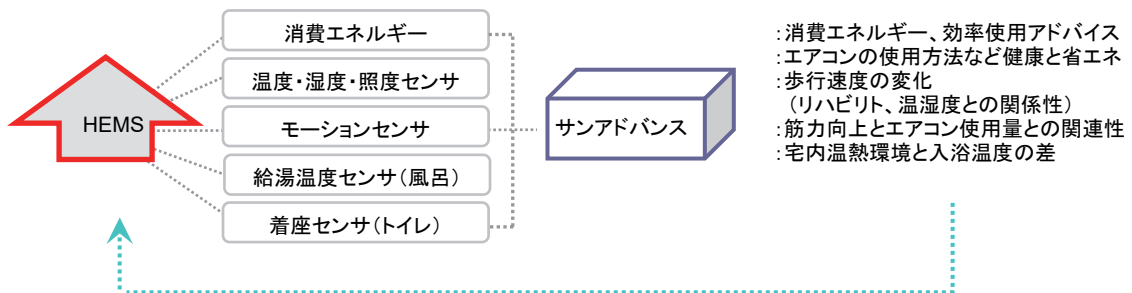 HEMS
消費エネルギー
温度・湿度・照度センサ
モーションセンサ
給湯温度センサ（風呂）
着座センサ（トイレ）
サンアドバンス
：消費エネルギー、効率使用アドバイス
：エアコンの使用方法など健康と省エネ
：歩行速度の変化
（リハビリト、温湿度との関係性）
：筋力向上とエアコン使用量との関連性
：宅内温熱環境と入浴温度の差